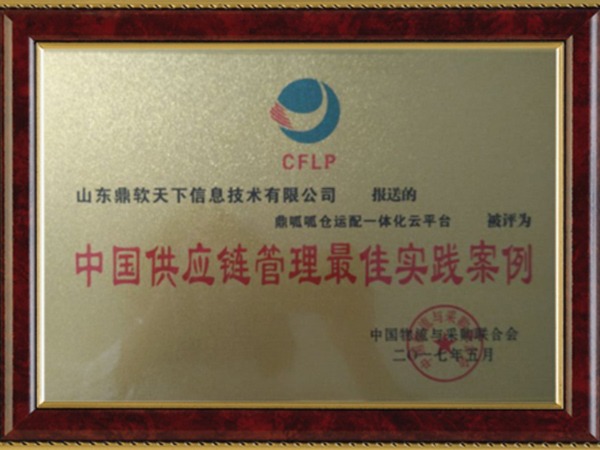 CFLP
山东鼎软天下信息技术有限公司 报送的
鼎呱呱仓运配一体化云平台 被评为
中国供应链管理最佳实践案例
中国物流与采购联合会
二〇一七年五月